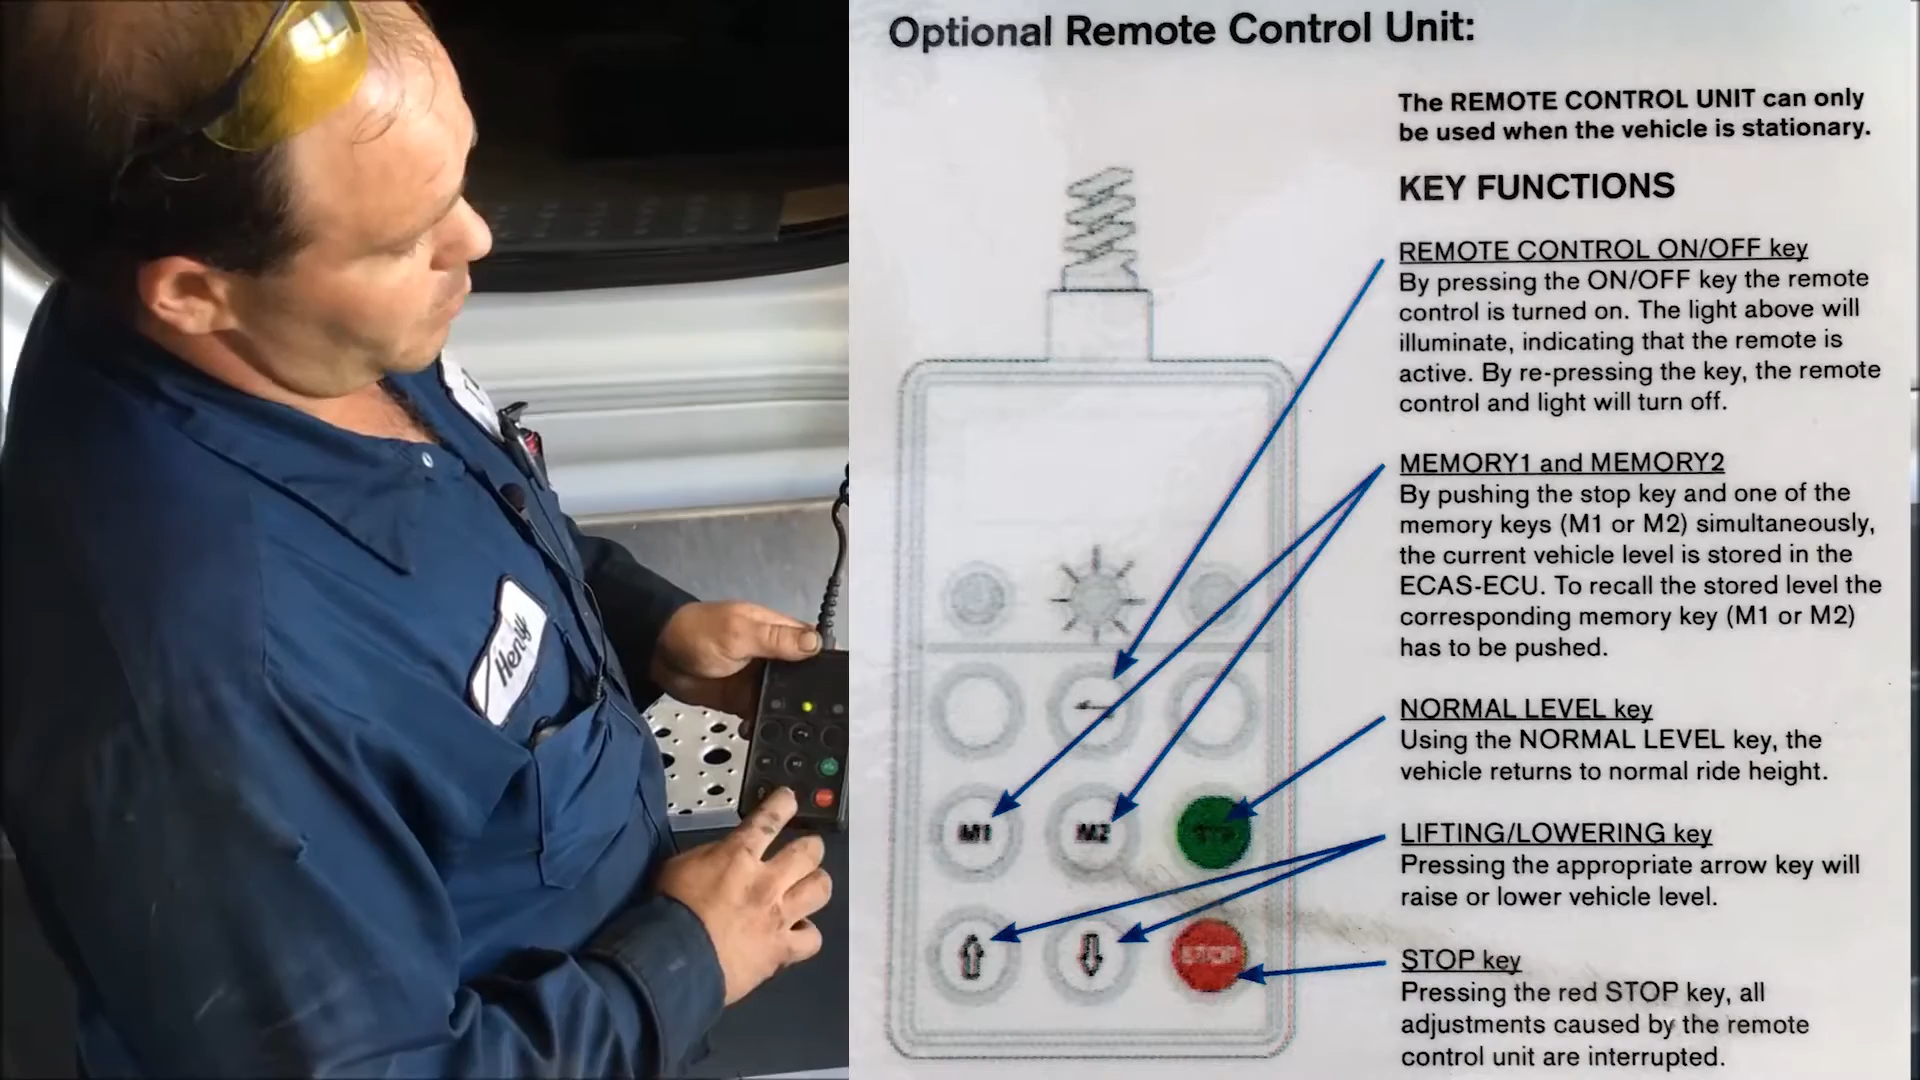 Optional Remote Control Unit:
The REMOTE CONTROL UNIT can only
be used when the vehicle is stationary.
KEY FUNCTIONS
REMOTE CONTROL ON/OFF key
By pressing the ON/OFF key the remote
control is turned on. The light above will
illuminate, indicating that the remote is
active. By re-pressing the key, the remote
control and light will turn off.
MEMORY1 and MEMORY2
By pushing the stop key and one of the
memory keys (M1 or M2) simultaneously,
the current vehicle level is stored in the
ECAS-ECU. To recall the stored level the
corresponding memory key (M1 or M2)
has to be pushed.
NORMAL LEVEL key
Using the NORMAL LEVEL key, the
vehicle returns to normal ride height.
LIFTING/LOWERING key
Pressing the appropriate arrow key will
raise or lower vehicle level.
STOP key
Pressing the red STOP key, all
adjustments caused by the remote
control unit are interrupted.
M1 M2
STOP
Henry